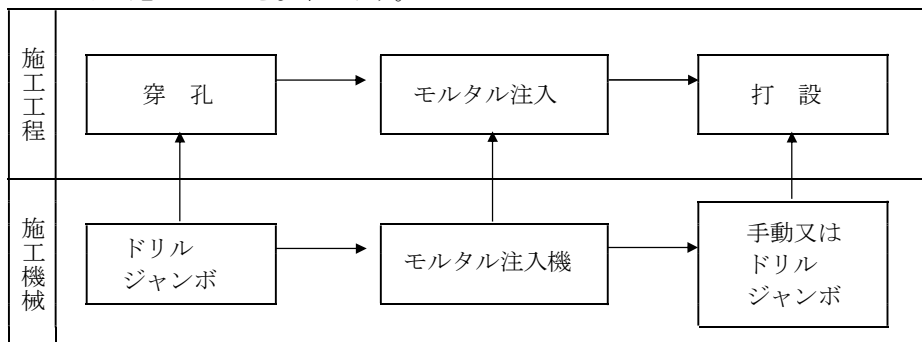 施工工程
穿 孔
モルタル注入
打 設
施工機械
ドリル
ジャンボ
モルタル注入機
手動又は
ドリル
ジャンボ